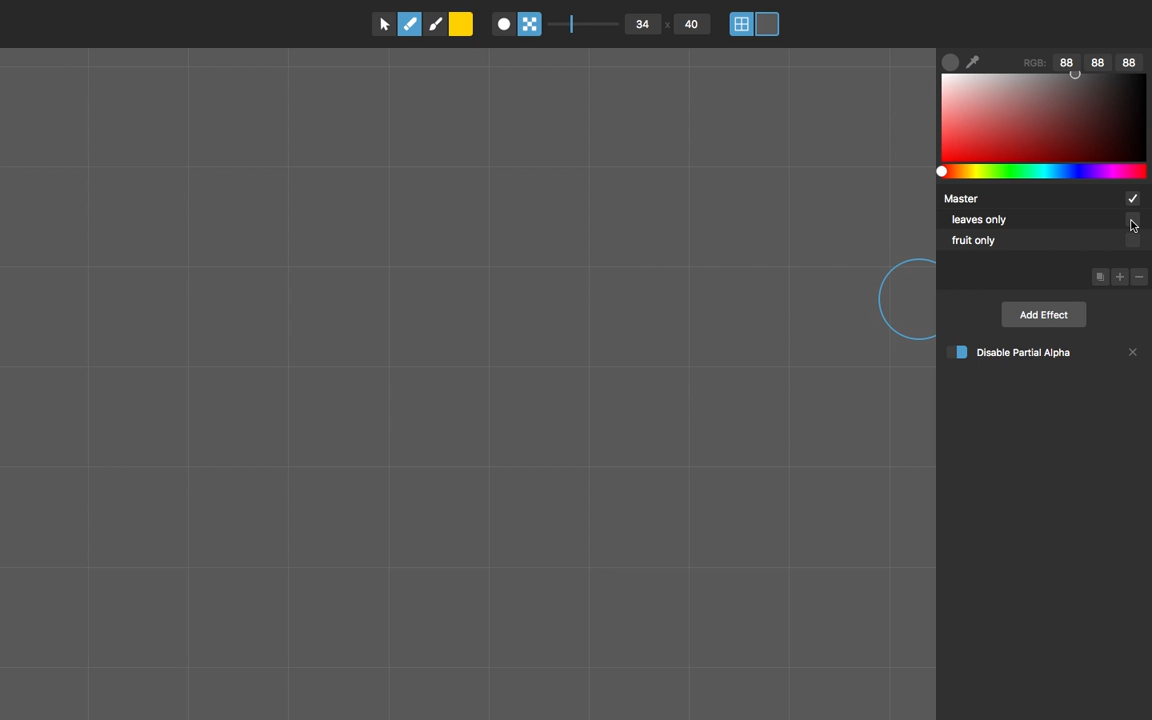 34 x 40
RGB: 88 88 88
Master
leaves only
fruit only
Add Effect
Disable Partial Alpha